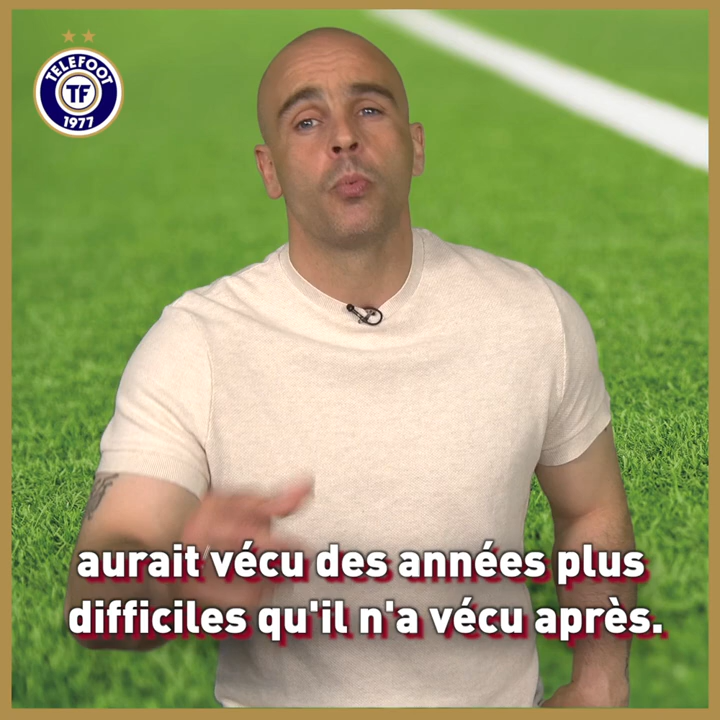 TELEFOOT
TF
1977
aurait vécu des années plus
difficiles qu'il n'a vécu après.